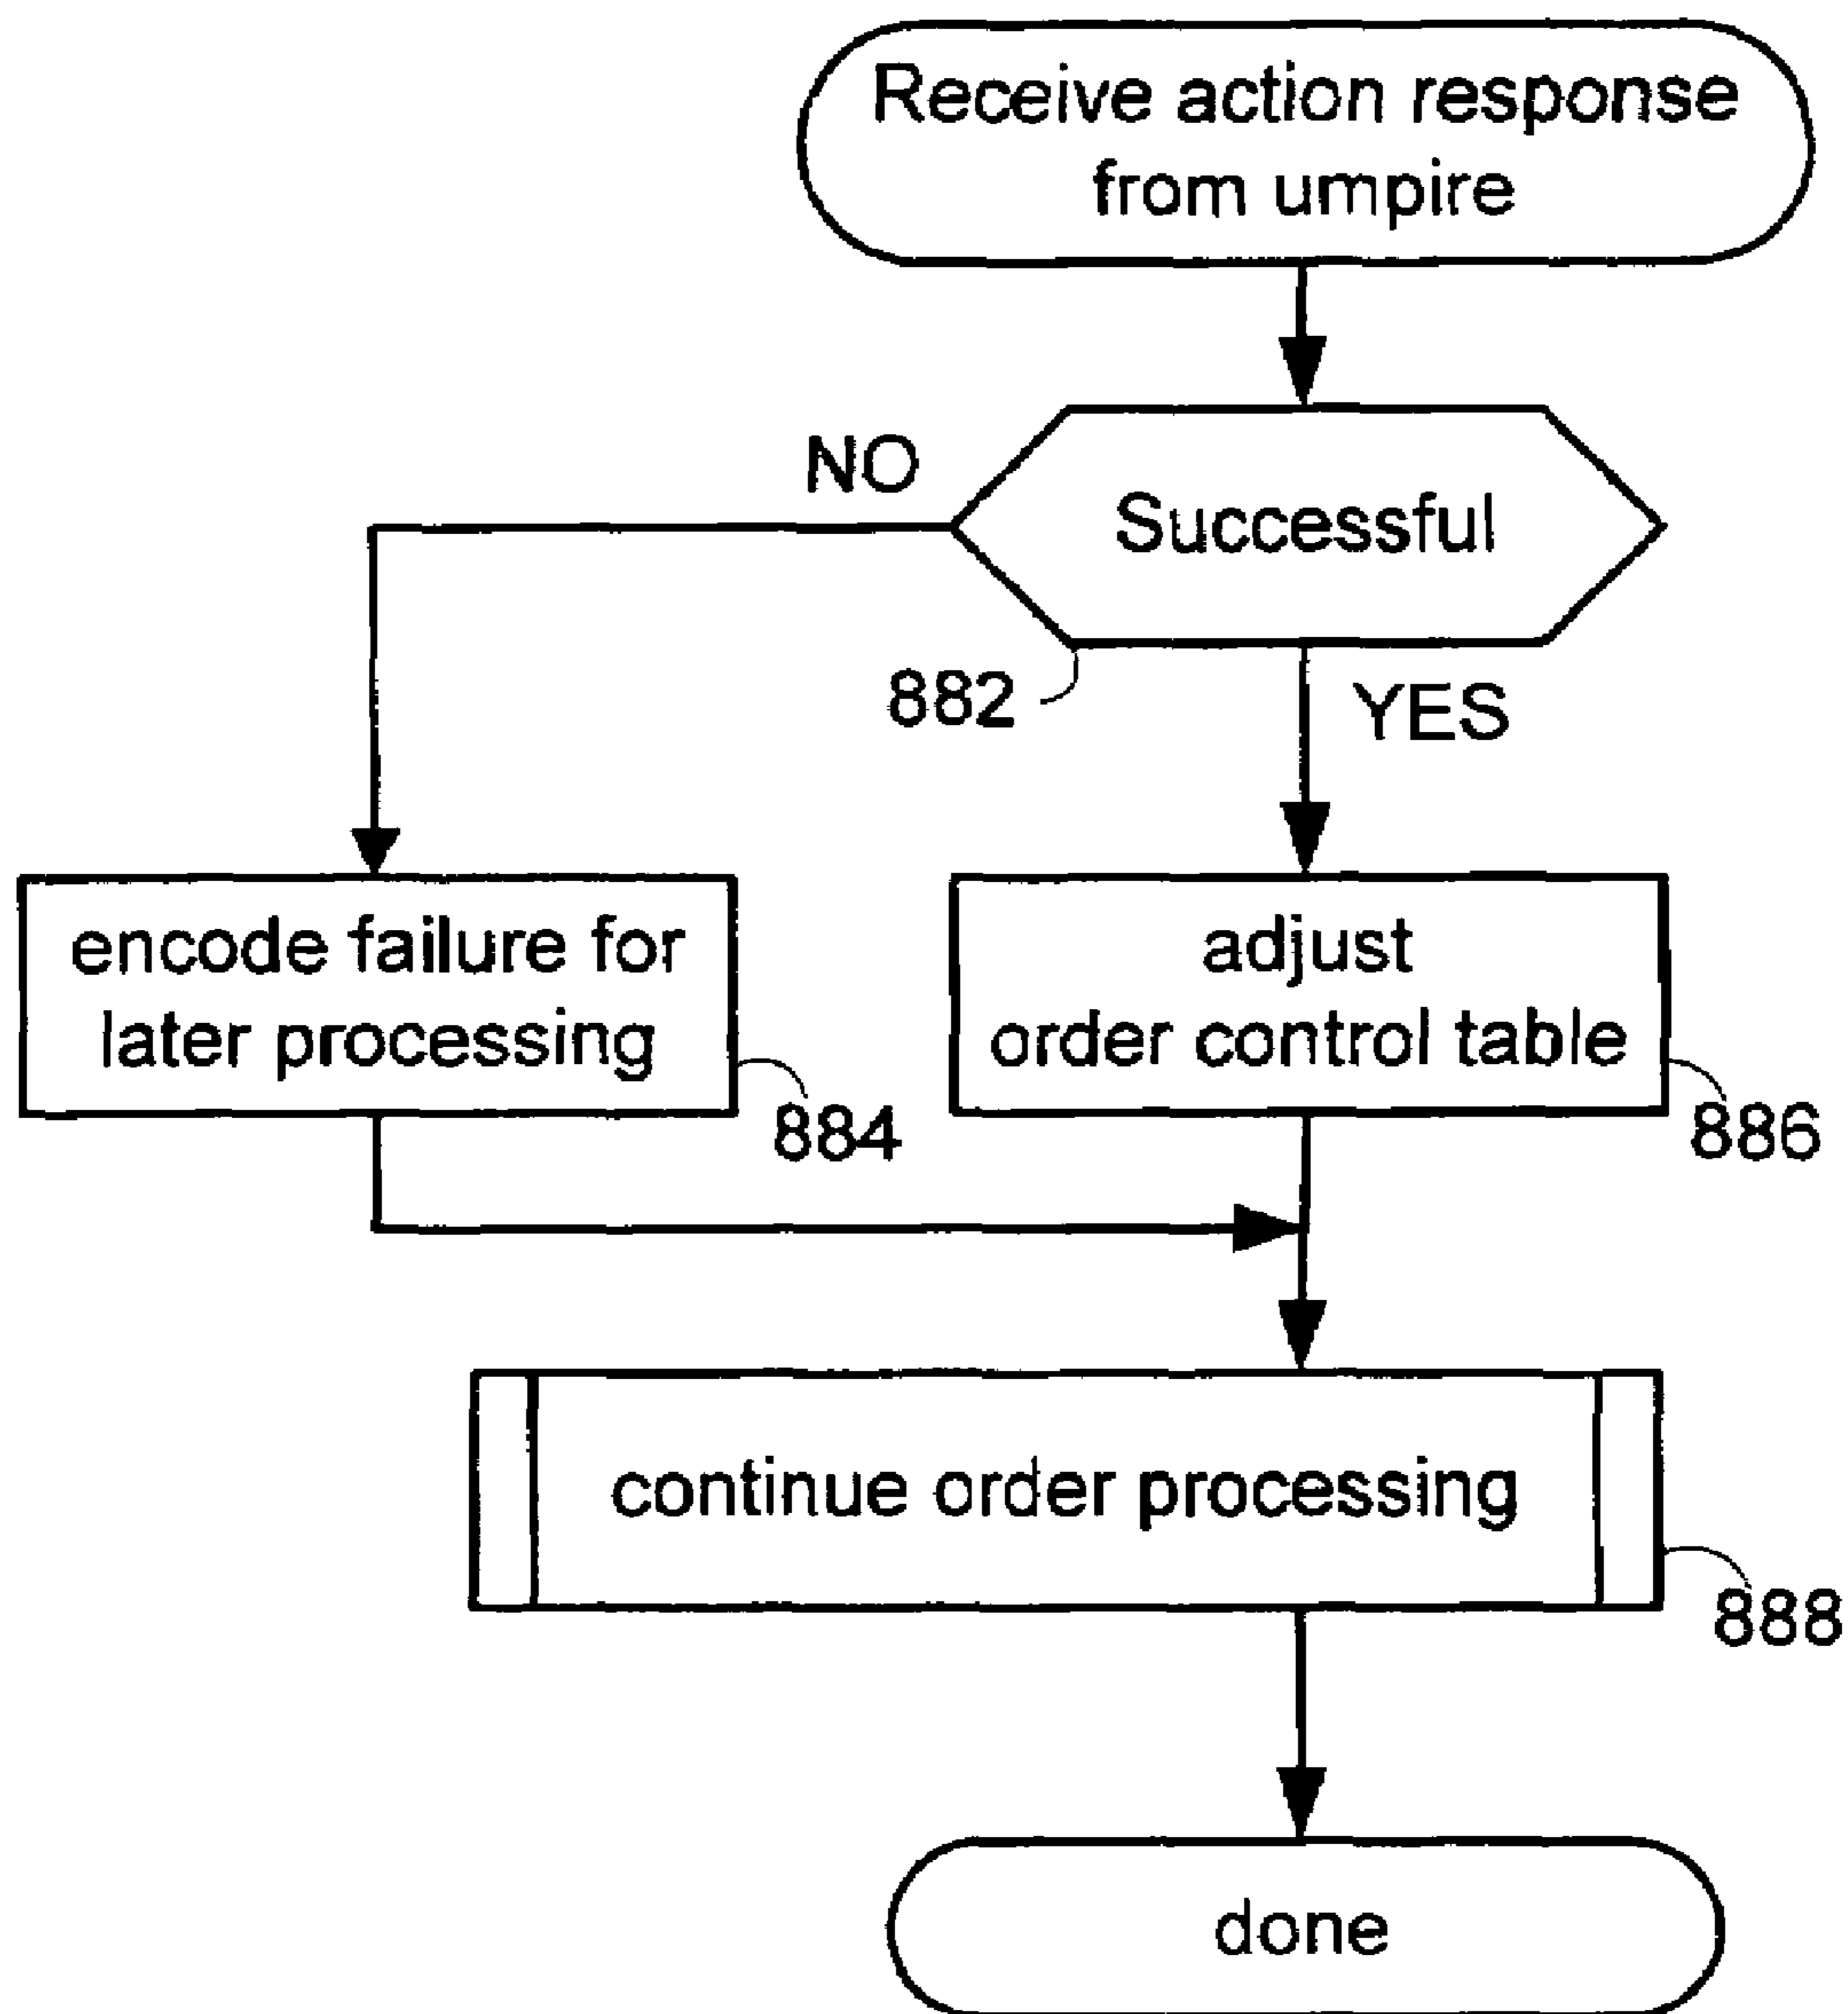 Receive action response
from umpire
NO
Successful
882
YES
encode failure for
later processing
884
adjust
order control table
886
continue order processing
888
done